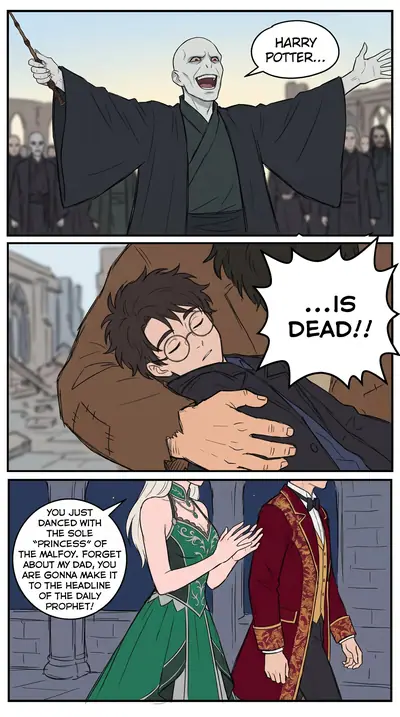 HARRY
POTTER...
...IS
DEAD!!
YOU JUST
DANCED WITH
THE SOLE
"PRINCESS" OF
THE MALFOY. FORGET
ABOUT MY DAD, YOU
ARE GONNA MAKE IT
TO THE HEADLINE
OF THE DAILY
PROPHET!